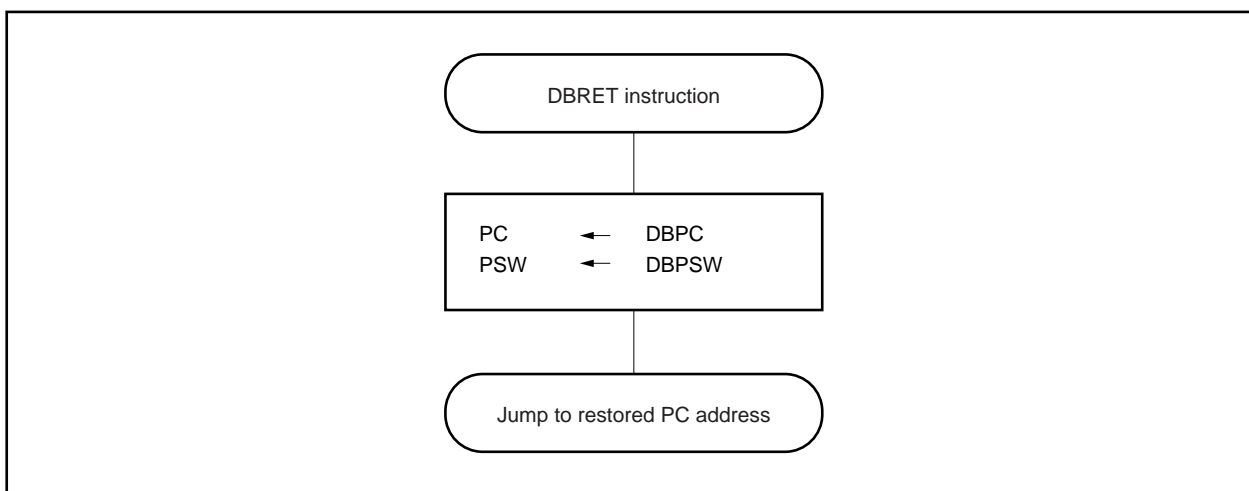 DBRET instruction
PC ← DBPC
PSW ← DBPSW
Jump to restored PC address